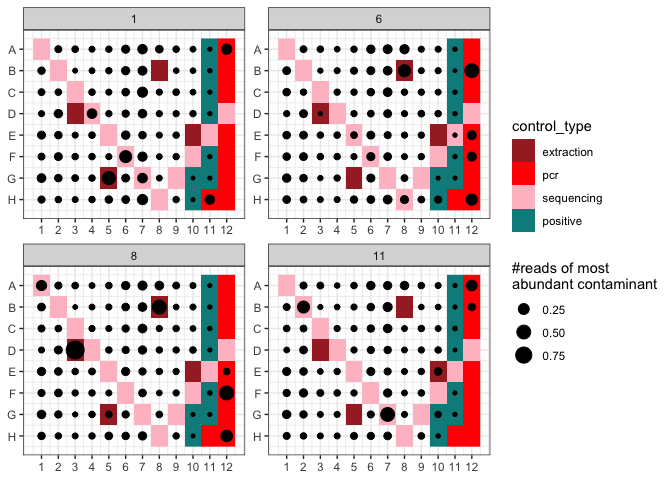 1
6
A
B
C
D
E
F
G
H
A
B
C
D
E
F
G
H
1 2 3 4 5 6 7 8 9 10 11 12
1 2 3 4 5 6 7 8 9 10 11 12
8
11
A
B
C
D
E
F
G
H
A
B
C
D
E
F
G
H
1 2 3 4 5 6 7 8 9 10 11 12
1 2 3 4 5 6 7 8 9 10 11 12
control_type
extraction
pcr
sequencing
positive
#reads of most
abundant contaminant
0.25
0.50
0.75